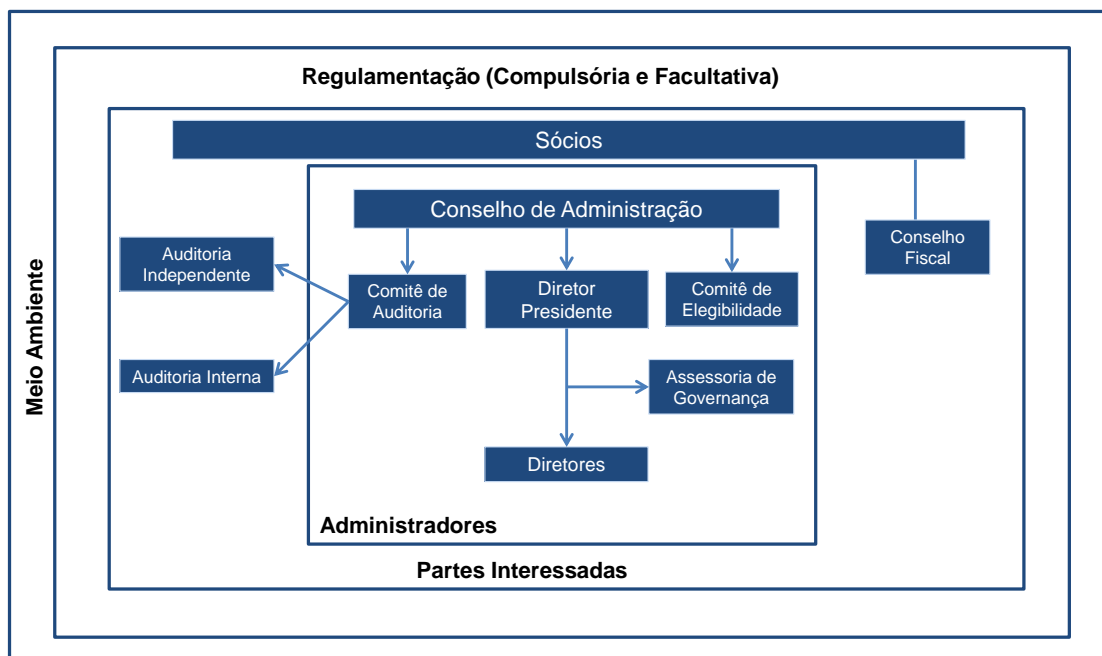 Regulamentação (Compulsória e Facultativa)
Sócios
Conselho de Administração
Conselho
Fiscal
Auditoria
Independente
Comitê de
Auditoria
Diretor
Presidente
Comitê de
Elegibilidade
Meio Ambiente
Auditoria Interna
Assessoria de
Governança
Diretores
Administradores
Partes Interessadas